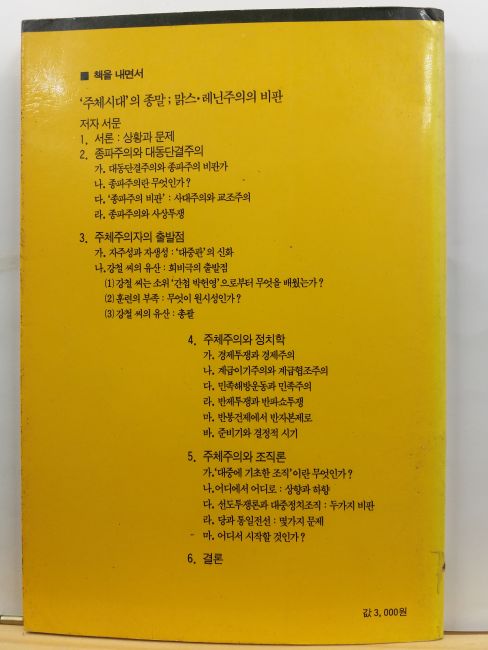 ■ 책을 내면서
‘주체시대’의 종말 ; 맑스·레닌주의의 비판
저자 서문
1. 서론 : 상황과 문제
2. 종파주의와 대동단결주의
가. 대동단결주의와 종파주의 비판가
나. 종파주의란 무엇인가?
다. ‘종파주의 비판’ : 사대주의와 교조주의
라. 종파주의와 사상투쟁
3. 주체주의자의 출발점
가. 자주성과 자생성 : ‘대중관’의 신화
나. 강철 씨의 유산 : 희비극의 출발점
(1) 강철 씨는 소위 ‘간첩 박헌영’으로부터 무엇을 배웠는가?
(2) 훈련의 부족 : 무엇이 원시성인가?
(3) 강철 씨의 유산 : 총괄
4. 주체주의와 정치학
가. 경제투쟁과 경제주의
나. 계급이기주의와 계급협조주의
다. 민족해방운동과 민족주의
라. 반제투쟁과 반파쇼투쟁
마. 반봉건제에서 반자본제로
바. 준비기와 결정적 시기
5. 주체주의와 조직론
가. ‘대중에 기초한 조직’이란 무엇인가?
나. 어디에서 어디로 : 상향과 하향
다. 선도투쟁론과 대중정치조직 : 두가지 비판
라. 당과 통일전선 : 몇가지 문제
마. 어디서 시작할 것인가?
6. 결론
값 3,000원